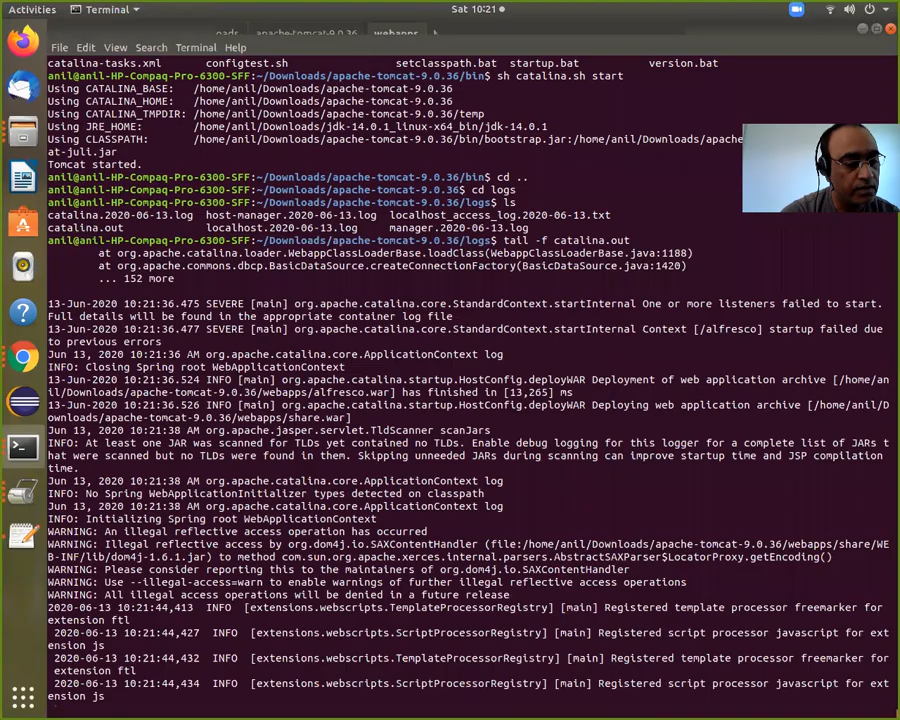 Activities
Terminal
Sat 10:21
apache-tomcat-9.0.36
webapps
File Edit View Search Terminal Help
catalina-tasks.xml configtest.sh setclasspath.bat startup.bat version.bat
anil@anil-HP-Compaq-Pro-6300-SFF:~/Downloads/apache-tomcat-9.0.36/bin$ sh catalina.sh start
Using CATALINA_BASE: /home/anil/Downloads/apache-tomcat-9.0.36
Using CATALINA_HOME: /home/anil/Downloads/apache-tomcat-9.0.36
Using CATALINA_TMPDIR: /home/anil/Downloads/apache-tomcat-9.0.36/temp
Using JRE_HOME: /home/anil/Downloads/jdk-14.0.1_linux-x64_bin/jdk-14.0.1
Using CLASSPATH: /home/anil/Downloads/apache-tomcat-9.0.36/bin/bootstrap.jar:/home/anil/Downloads/apache
at-juli.jar
Tomcat started.
anil@anil-HP-Compaq-Pro-6300-SFF:~/Downloads/apache-tomcat-9.0.36/bin$ cd ..
anil@anil-HP-Compaq-Pro-6300-SFF:~/Downloads/apache-tomcat-9.0.36$ cd logs
anil@anil-HP-Compaq-Pro-6300-SFF:~/Downloads/apache-tomcat-9.0.36/logs$ ls
catalina.2020-06-13.log host-manager.2020-06-13.log localhost_access_log.2020-06-13.txt
catalina.out localhost.2020-06-13.log manager.2020-06-13.log
anil@anil-HP-Compaq-Pro-6300-SFF:~/Downloads/apache-tomcat-9.0.36/logs$ tail -f catalina.out
at org.apache.catalina.loader.WebappClassLoaderBase.loadClass(WebappClassLoaderBase.java:1188)
at org.apache.commons.dbcp.BasicDataSource.createConnectionFactory(BasicDataSource.java:1420)
... 152 more
13-Jun-2020 10:21:36.475 SEVERE [main] org.apache.catalina.core.StandardContext.startInternal One or more listeners failed to start.
Full details will be found in the appropriate container log file
13-Jun-2020 10:21:36.477 SEVERE [main] org.apache.catalina.core.StandardContext.startInternal Context [/alfresco] startup failed due
to previous errors
Jun 13, 2020 10:21:36 AM org.apache.catalina.core.ApplicationContext log
INFO: Closing Spring root WebApplicationContext
13-Jun-2020 10:21:36.524 INFO [main] org.apache.catalina.startup.HostConfig.deployWAR Deployment of web application archive [/home/an
il/Downloads/apache-tomcat-9.0.36/webapps/alfresco.war] has finished in [13,265] ms
13-Jun-2020 10:21:36.526 INFO [main] org.apache.catalina.startup.HostConfig.deployWAR Deploying web application archive [/home/anil/D
ownloads/apache-tomcat-9.0.36/webapps/share.war]
Jun 13, 2020 10:21:38 AM org.apache.jasper.servlet.TldScanner scanJars
INFO: At least one JAR was scanned for TLDs yet contained no TLDs. Enable debug logging for this logger for a complete list of JARs t
hat were scanned but no TLDs were found in them. Skipping unneeded JARs during scanning can improve startup time and JSP compilation
time.
Jun 13, 2020 10:21:38 AM org.apache.catalina.core.ApplicationContext log
INFO: No Spring WebApplicationInitializer types detected on classpath
Jun 13, 2020 10:21:38 AM org.apache.catalina.core.ApplicationContext log
INFO: Initializing Spring root WebApplicationContext
WARNING: An illegal reflective access operation has occurred
WARNING: Illegal reflective access by org.dom4j.io.SAXContentHandler (file:/home/anil/Downloads/apache-tomcat-9.0.36/webapps/share/WE
B-INF/lib/dom4j-1.6.1.jar) to method com.sun.org.apache.xerces.internal.parsers.AbstractSAXParser$LocatorProxy.getEncoding()
WARNING: Please consider reporting this to the maintainers of org.dom4j.io.SAXContentHandler
WARNING: Use --illegal-access=warn to enable warnings of further illegal reflective access operations
WARNING: All illegal access operations will be denied in a future release
2020-06-13 10:21:44,413 INFO [extensions.webscripts.TemplateProcessorRegistry] [main] Registered template processor freemarker for
extension ftl
2020-06-13 10:21:44,427 INFO [extensions.webscripts.ScriptProcessorRegistry] [main] Registered script processor javascript for ext
ension js
2020-06-13 10:21:44,432 INFO [extensions.webscripts.TemplateProcessorRegistry] [main] Registered template processor freemarker for
extension ftl
2020-06-13 10:21:44,434 INFO [extensions.webscripts.ScriptProcessorRegistry] [main] Registered script processor javascript for ext
ension js